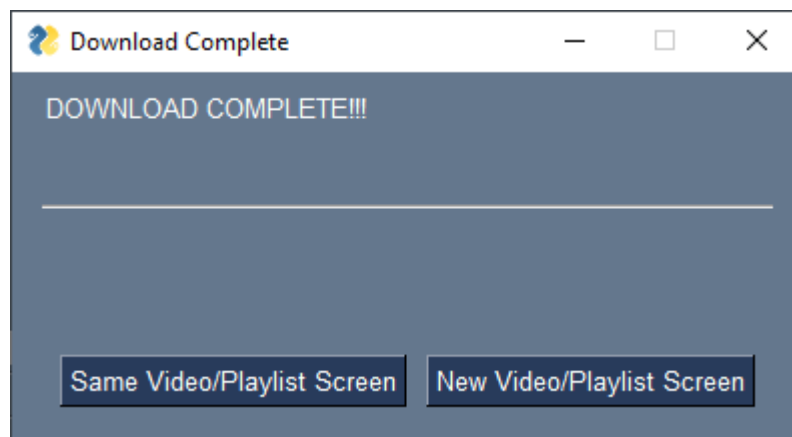 Download Complete
DOWNLOAD COMPLETE!!!
Same Video/Playlist Screen
New Video/Playlist Screen